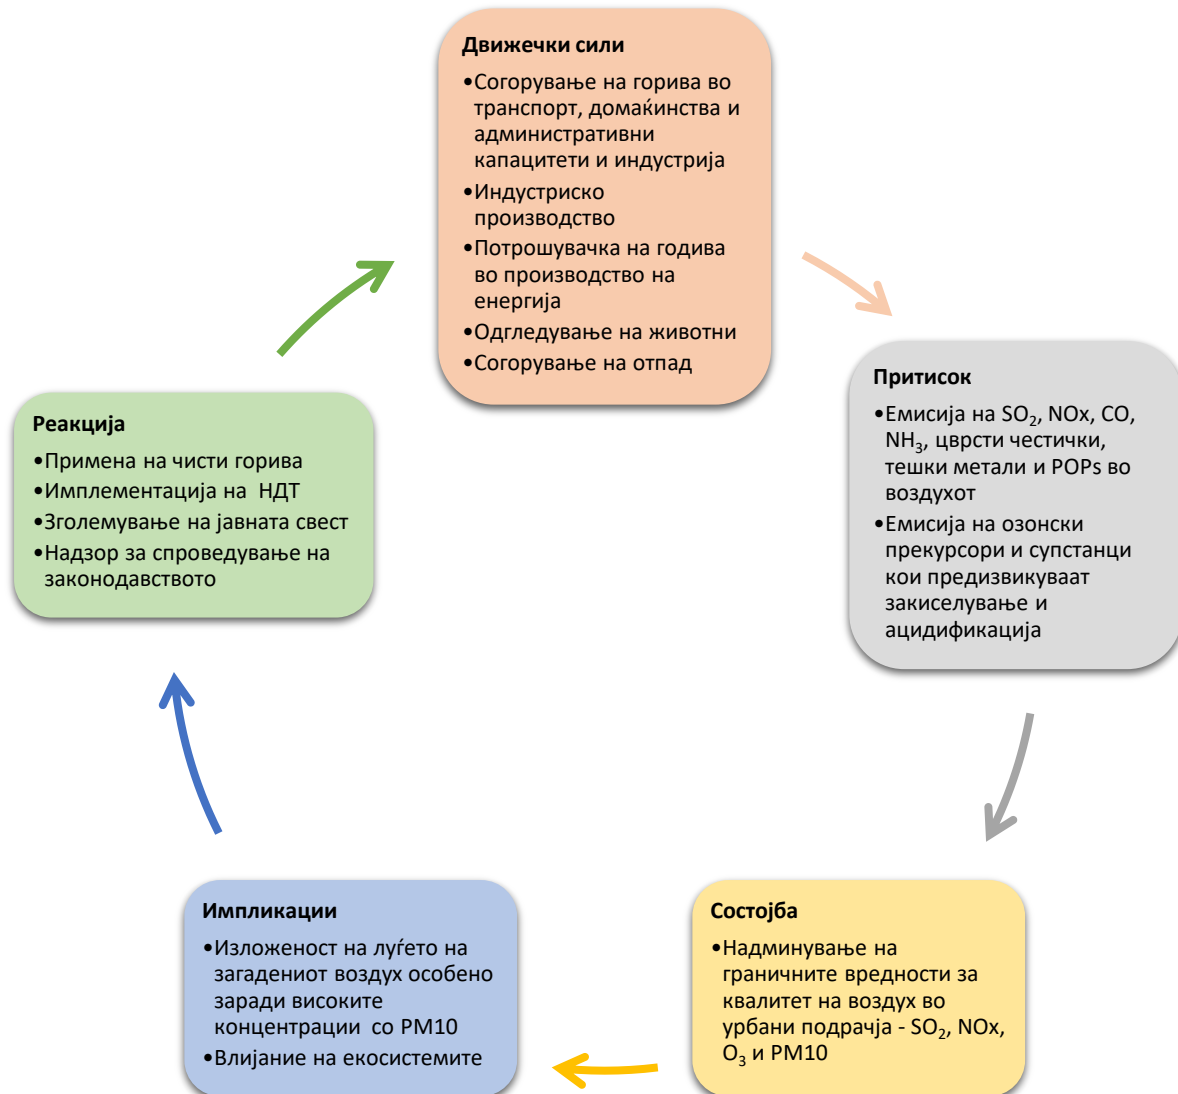 Движечки сили
•Согорување на горива во
транспорт, домаќинства и
административни
капацитети и индустрија
•Индустриско
производство
•Потрошувачка на годива
во производство на
енергија
•Одгледување на животни
•Согорување на отпад
Притисок
•Емисија на SO₂, NOx, CO,
NH₃, цврсти честички,
тешки метали и POPs во
воздухот
•Емисија на озонски
прекурсори и супстанци
кои предизвикуваат
закиселување и
ацидификација
Состојба
•Надминување на
граничните вредности за
квалитет на воздух во
урбани подрачја - SO₂, NOx,
O₃ и PM10
Импликации
•Изложеност на луѓето на
загадениот воздух особено
заради високите
концентрации со PM10
•Влијание на екосистемите
Реакција
•Примена на чисти горива
•Имплементација на НДТ
•Зголемување на јавната свест
•Надзор за спроведување на
законодавството